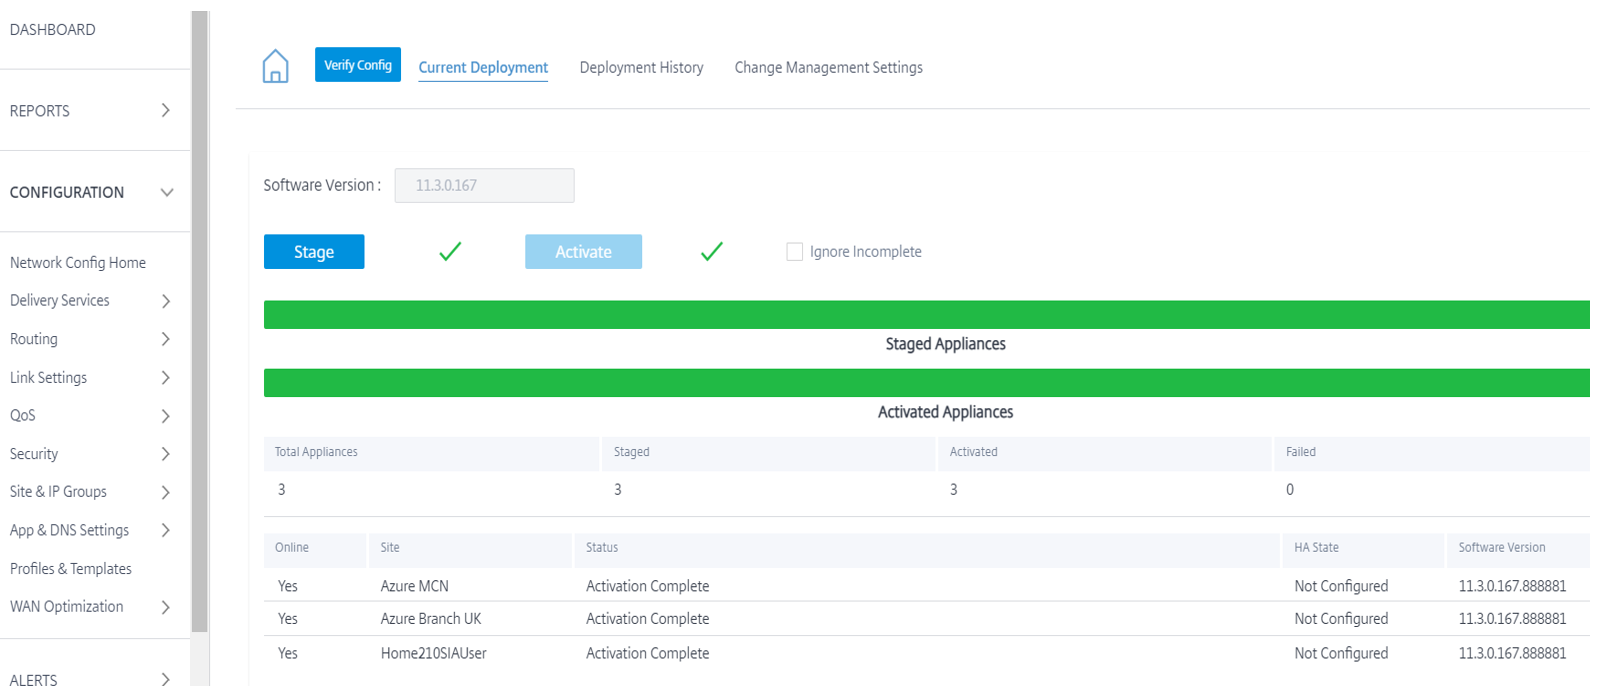 DASHBOARD
REPORTS
CONFIGURATION
Network Config Home
Delivery Services
Routing
Link Settings
QoS
Security
Site & IP Groups
App & DNS Settings
Profiles & Templates
WAN Optimization
ALERTS
Verify Config Current Deployment Deployment History Change Management Settings
Software Version : 11.3.0.167
Stage Activate Ignore Incomplete
Staged Appliances
Activated Appliances
Total Appliances Staged Activated Failed
3 3 3 0
Online Site Status HA State Software Version
Yes Azure MCN Activation Complete Not Configured 11.3.0.167.888881
Yes Azure Branch UK Activation Complete Not Configured 11.3.0.167.888881
Yes Home210SIAUser Activation Complete Not Configured 11.3.0.167.888881